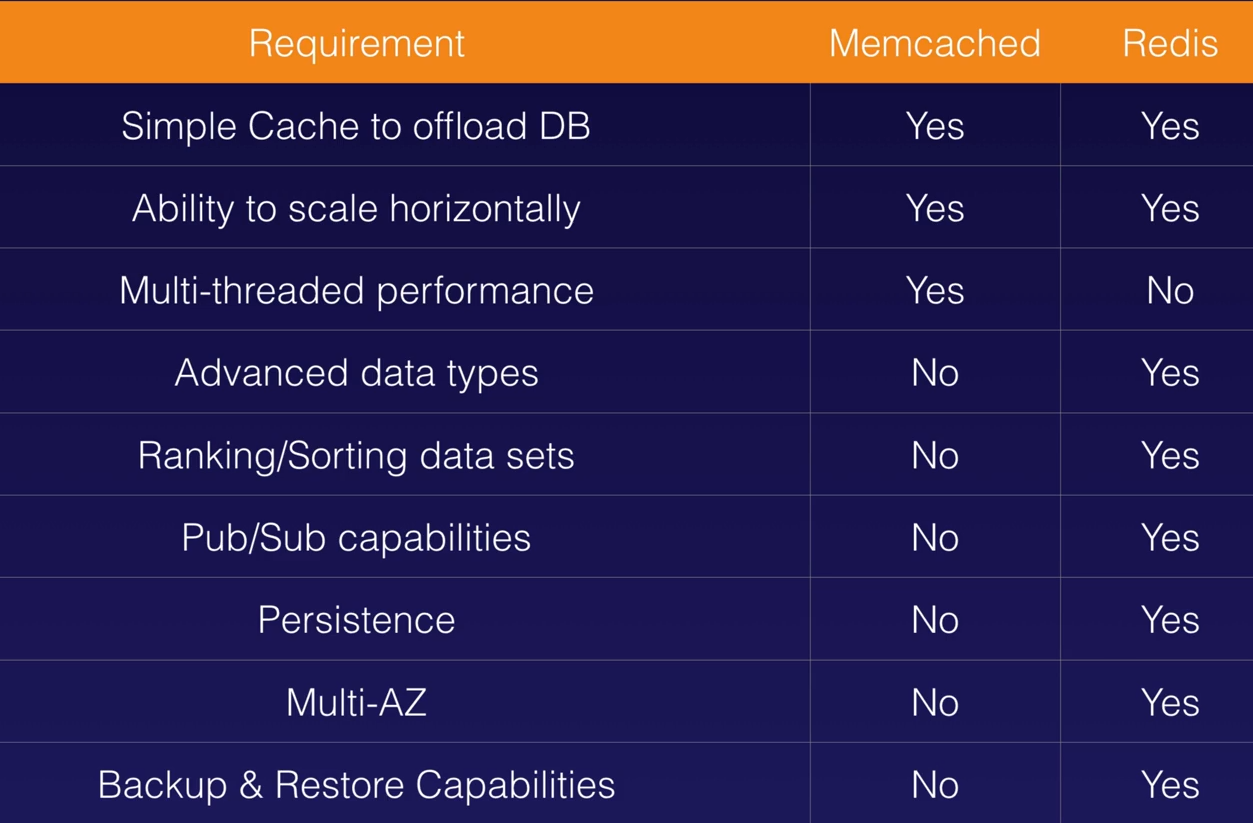 Requirement Memcached Redis
Simple Cache to offload DB Yes Yes
Ability to scale horizontally Yes Yes
Multi-threaded performance Yes No
Advanced data types No Yes
Ranking/Sorting data sets No Yes
Pub/Sub capabilities No Yes
Persistence No Yes
Multi-AZ No Yes
Backup & Restore Capabilities No Yes